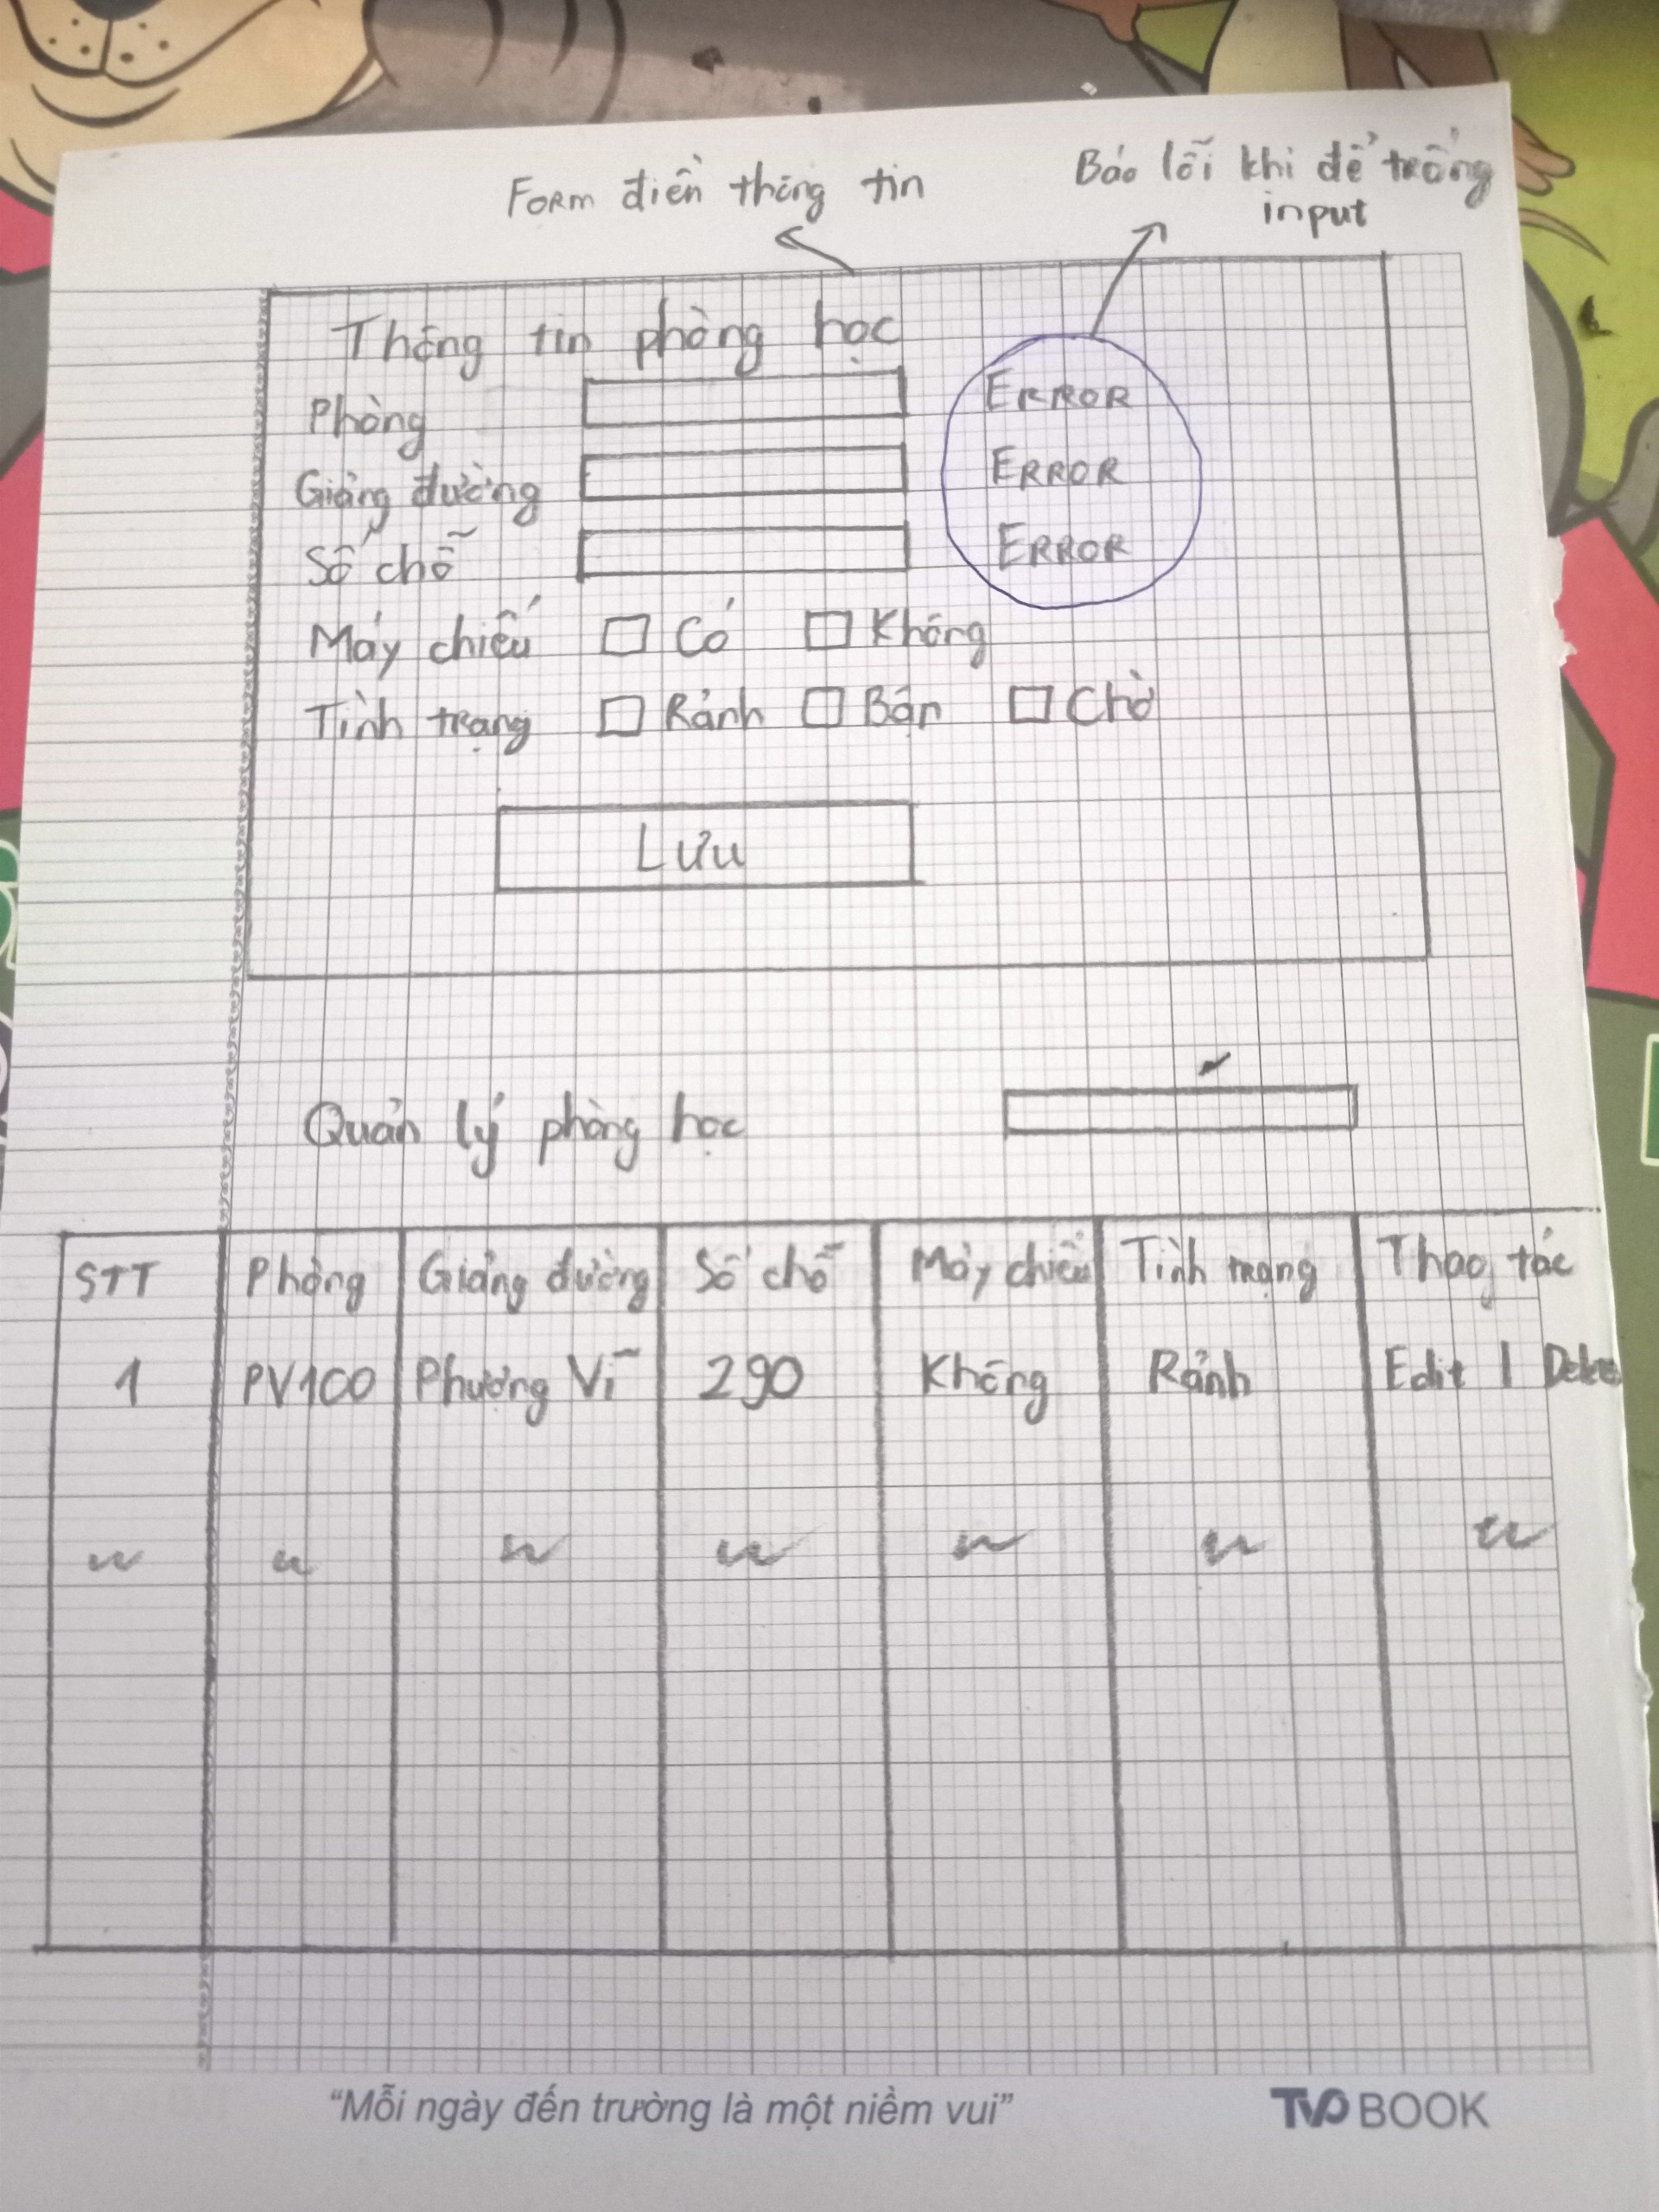 Form điền thông tin
Báo lỗi khi để trống
input
Thông tin phòng học
Phòng ERROR
Giảng đường ERROR
Số chỗ ERROR
Máy chiếu Có Không
Tình trạng Rảnh Bận Chờ
Lưu
Quản lý phòng học
STT Phòng Giảng đường Số chỗ Máy chiếu Tình trạng Thao tác
1 PV100 Phượng Vĩ 290 Không Rảnh Edit |
"Mỗi ngày đến trường là một niềm vui" TVO BOOK